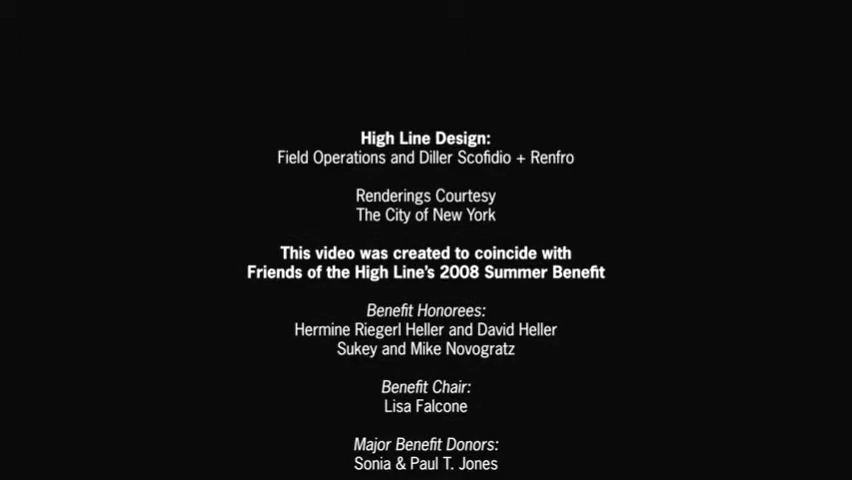 High Line Design:
Field Operations and Diller Scofidio + Renfro
Renderings Courtesy
The City of New York
This video was created to coincide with
Friends of the High Line's 2008 Summer Benefit
Benefit Honorees:
Hermine Riegerl Heller and David Heller
Sukey and Mike Novogratz
Benefit Chair:
Lisa Falcone
Major Benefit Donors:
Sonia & Paul T. Jones